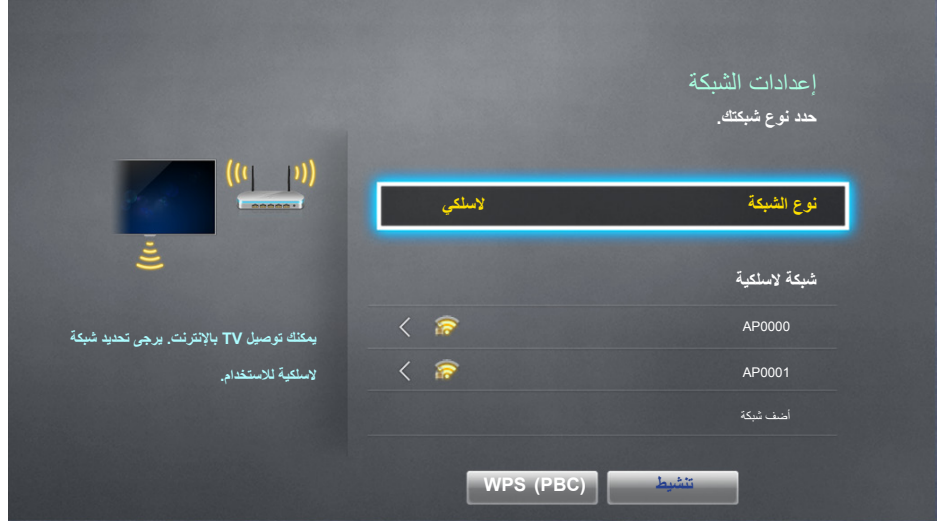 إعدادات الشبكة
حدد نوع شبكتك.
نوع الشبكة لاسلكي
شبكة لاسلكية
AP0000
AP0001
أضف شبكة
تنشيط WPS (PBC)
يمكنك توصيل TV بالإنترنت. يرجى تحديد شبكة
لاسلكية للاستخدام.